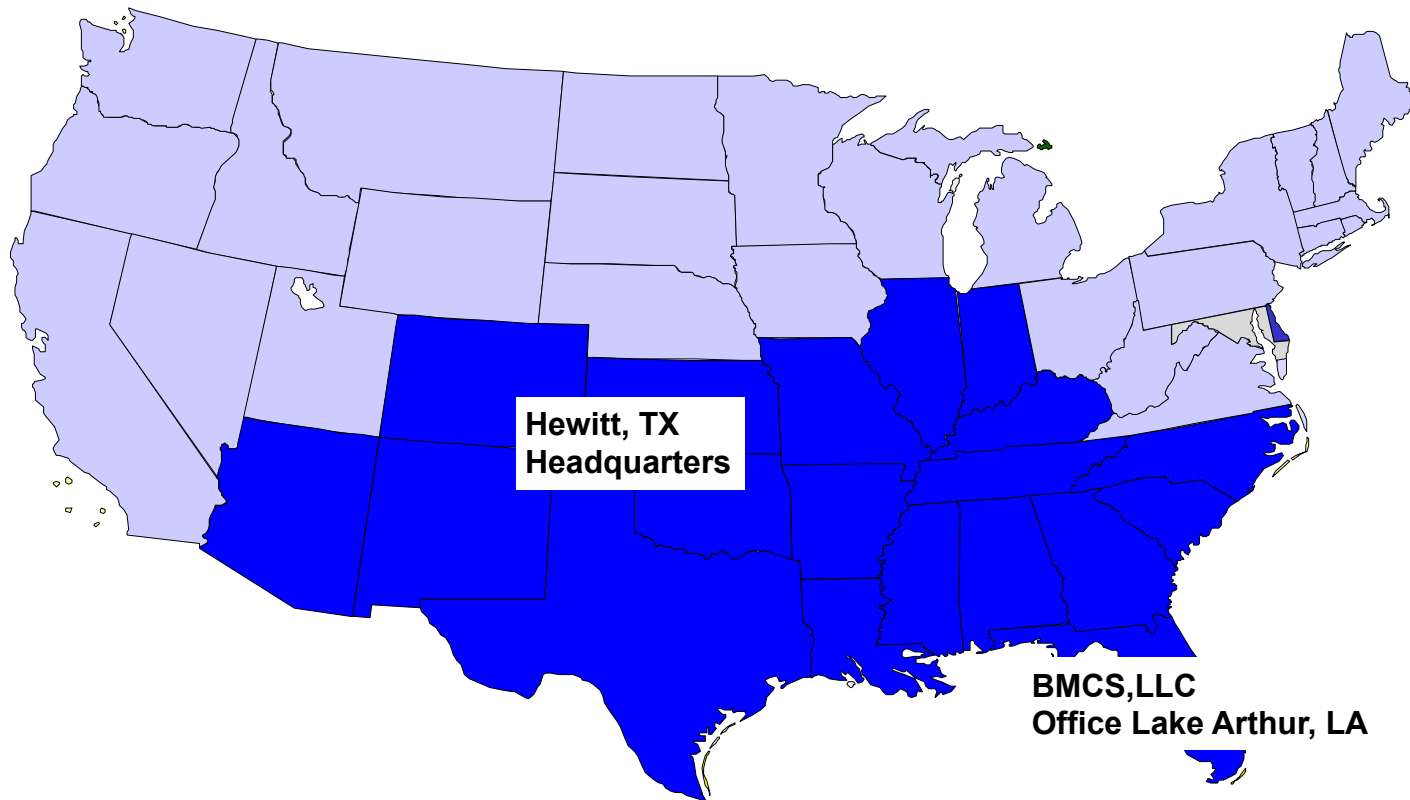 Hewitt, TX
Headquarters
BMCS,LLC
Office Lake Arthur, LA